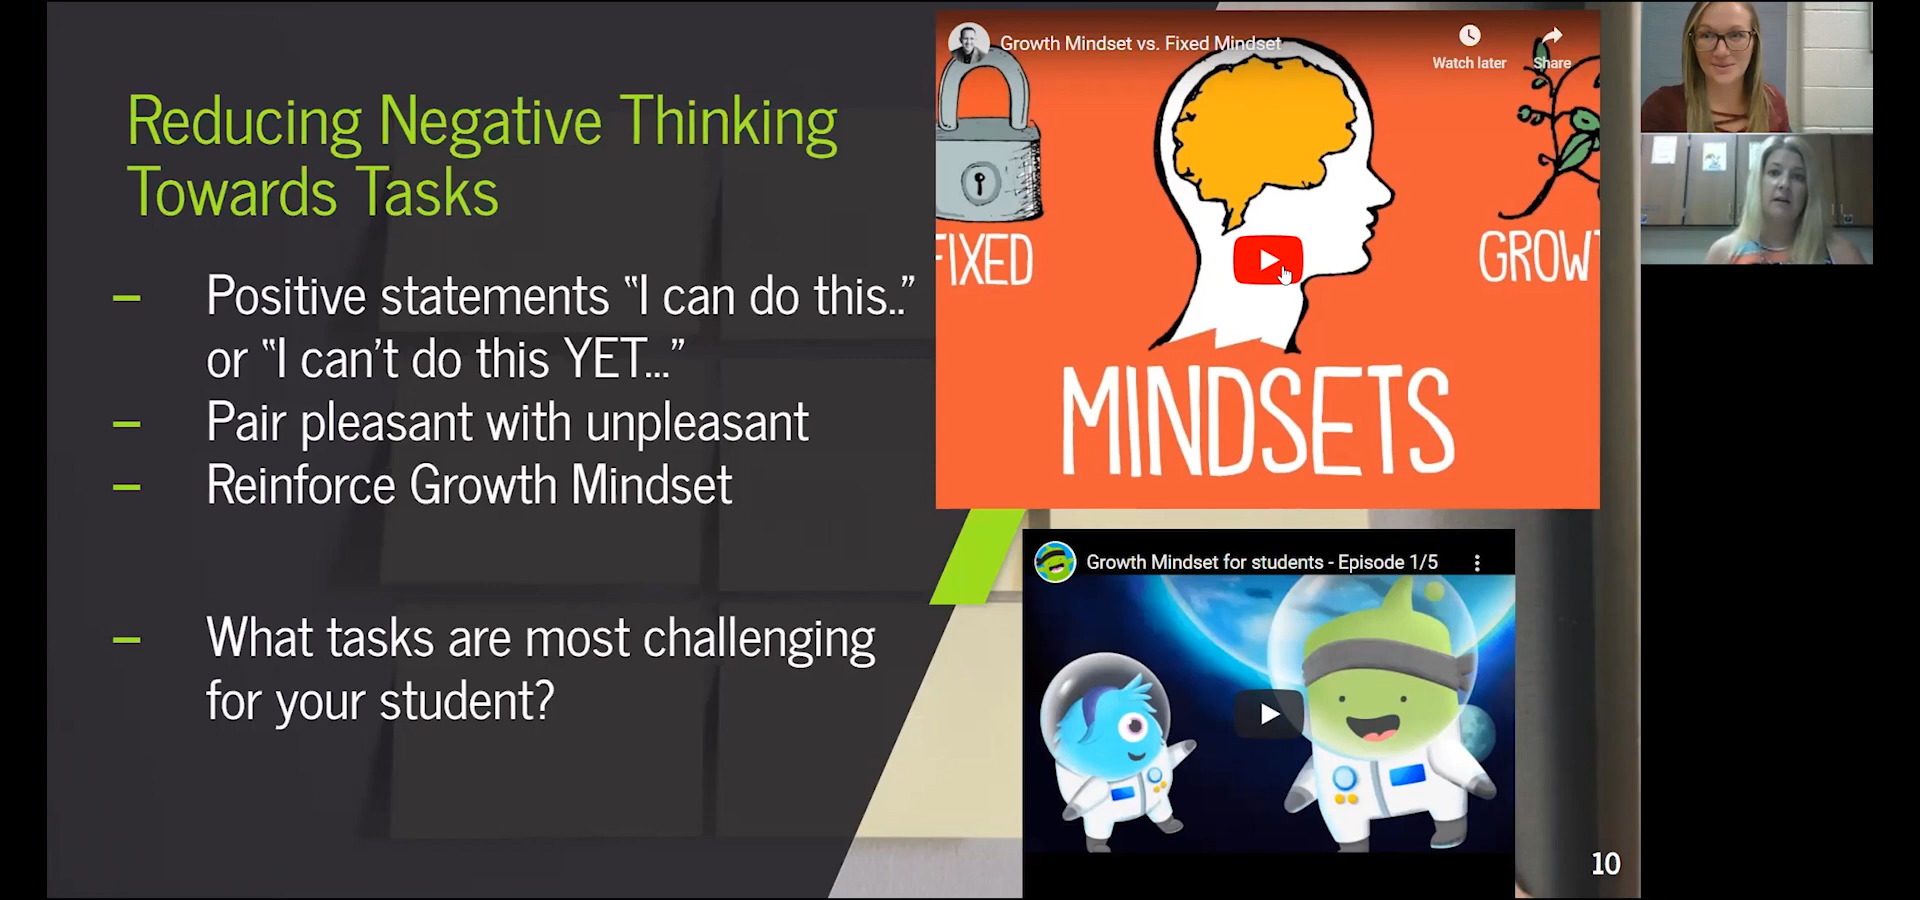 Reducing Negative Thinking
Towards Tasks
– Positive statements “I can do this..”
or “I can’t do this YET...”
– Pair pleasant with unpleasant
– Reinforce Growth Mindset
– What tasks are most challenging
for your student?
Growth Mindset vs. Fixed Mindset
Watch later
Share
FIXED
GROWT
MINDSETS
Growth Mindset for students - Episode 1/5
10